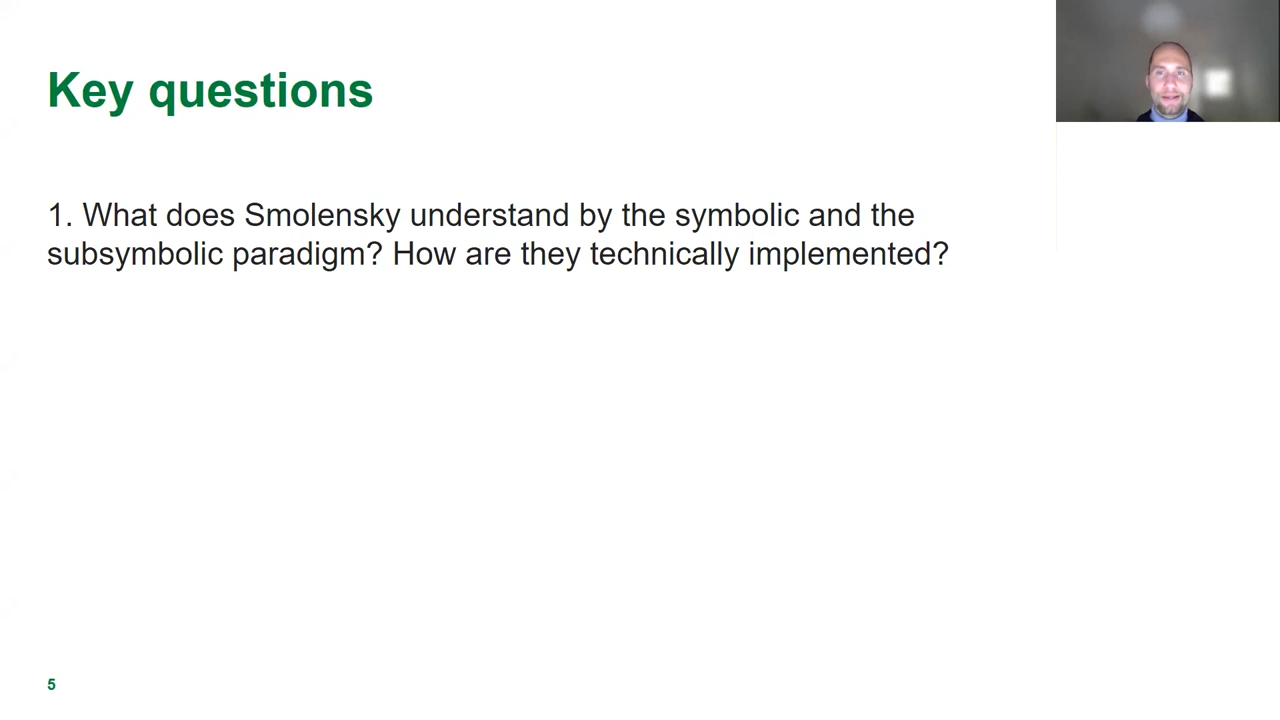 Key questions
1. What does Smolensky understand by the symbolic and the
subsymbolic paradigm? How are they technically implemented?
5